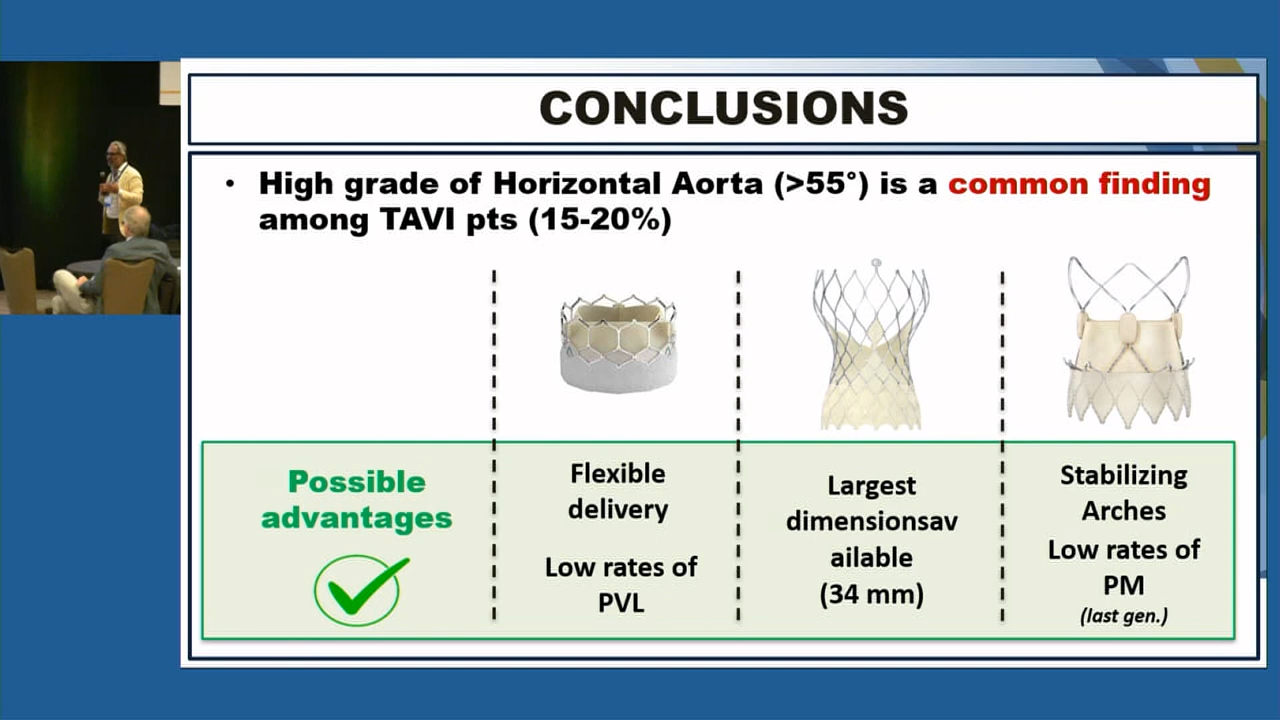 CONCLUSIONS
• High grade of Horizontal Aorta (>55°) is a common finding
among TAVI pts (15-20%)
Possible
advantages
Flexible
delivery
Low rates of
PVL
Largest
dimensionsav
ailable
(34 mm)
Stabilizing
Arches
Low rates of
PM
(last gen.)